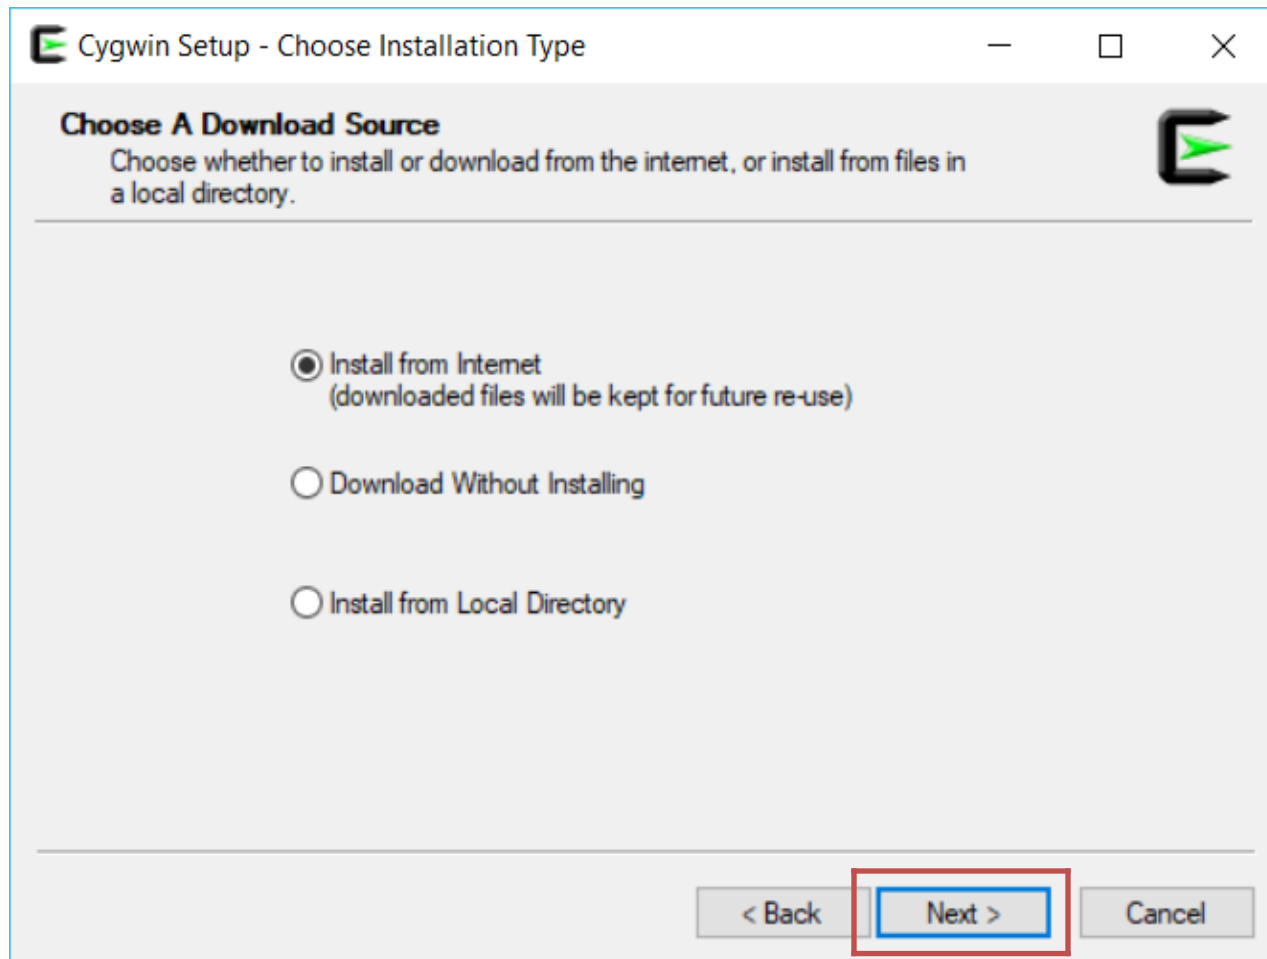 Cygwin Setup - Choose Installation Type
Choose A Download Source
Choose whether to install or download from the internet, or install from files in
a local directory.
Install from Internet
(downloaded files will be kept for future re-use)
Download Without Installing
Install from Local Directory
< Back
Next >
Cancel